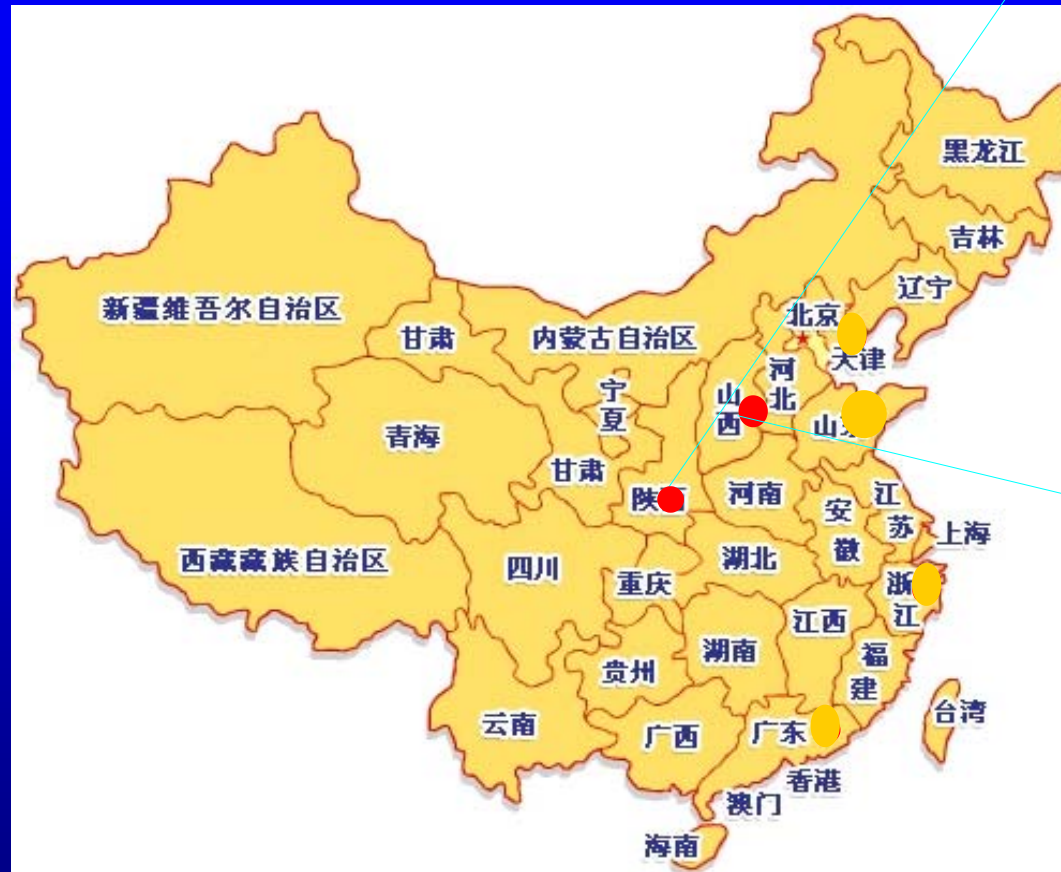 黑龙江
吉林
辽宁
新疆维吾尔自治区
甘肃
内蒙古自治区
北京
天津
河北
山西
宁夏
青海
山
甘肃
陕
河南
江苏
安徽
上海
西藏藏族自治区
四川
重庆
湖北
浙江
江西
湖南
福建
贵州
云南
广西
广东
台湾
香港
澳门
海南